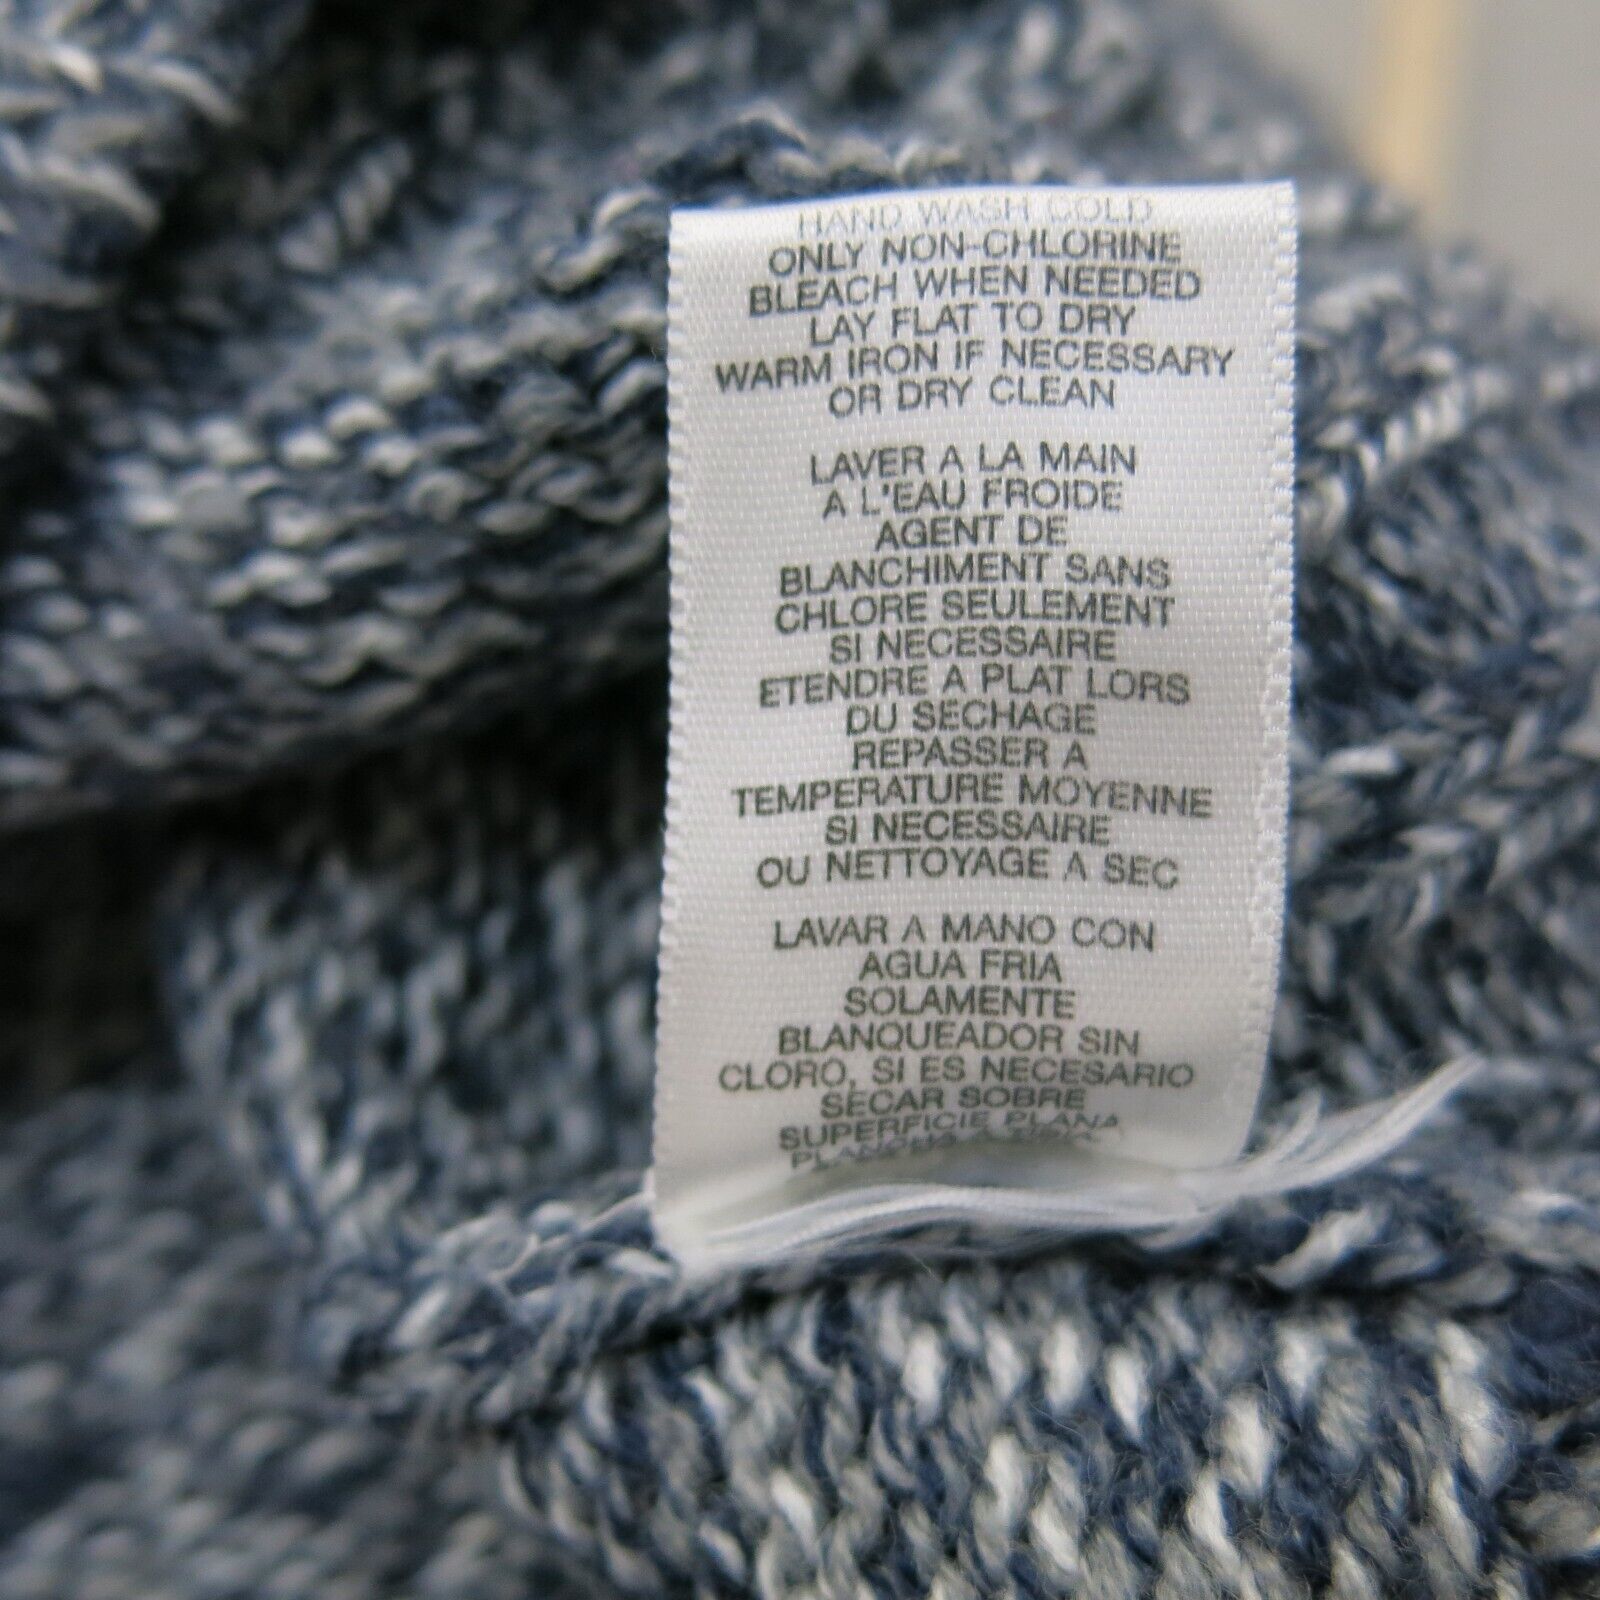 HAND WASH COLD
ONLY NON-CHLORINE
BLEACH WHEN NEEDED
LAY FLAT TO DRY
WARM IRON IF NECESSARY
OR DRY CLEAN
LAVER A LA MAIN
A L'EAU FROIDE
AGENT DE
BLANCHIMENT SANS
CHLORE SEULEMENT
SI NECESSAIRE
ETENDRE A PLAT LORS
DU SECHAGE
REPASSER A
TEMPERATURE MOYENNE
SI NECESSAIRE
OU NETTOYAGE A SEC
LAVAR A MANO CON
AGUA FRIA
SOLAMENTE
BLANQUEADOR SIN
CLORO, SI ES NECESARIO
SECAR SOBRE
SUPERFICIE PLANA
PLANCHA A TIBIA